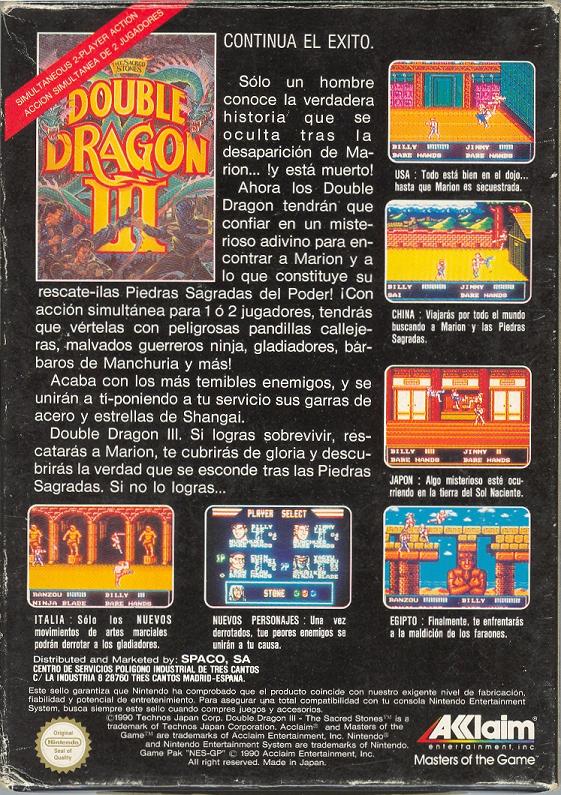 SIMULTANEOUS 2-PLAYER ACTION
ACCION SIMULTANEA DE 2 JUGADORES
THE SACRED
STONES
DOUBLE
DRAGON
III
CONTINUA EL EXITO.
Sólo un hombre
conoce la verdadera
historia que se
oculta tras la
desaparición de Ma-
rion... !y está muerto!
Ahora los Double
Dragon tendrán que
confiar en un miste-
rioso adivino para en-
contrar a Marion y a
lo que constituye su
rescate-¡las Piedras Sagradas del Poder! ¡Con
acción simultánea para 1 ó 2 jugadores, tendrás
que vértelas con peligrosas pandillas calleje-
ras, malvados guerreros ninja, gladiadores, bár-
baros de Manchuria y más!
Acaba con los más temibles enemigos, y se
unirán a tí-poniendo a tu servicio sus garras de
acero y estrellas de Shangai.
Double Dragon III. Si logras sobrevivir, res-
catarás a Marion, te cubrirás de gloria y descu-
brirás la verdad que se esconde tras las Piedras
Sagradas. Si no lo logras...
BILLY JIMMY
BARE HANDS BARE HANDS
USA : Todo está bien en el dojo...
hasta que Marion es secuestrada.
BILLY JIMMY
SAI BARE HANDS
CHINA : Viajarás por todo el mundo
buscando a Marion y las Piedras
Sagradas.
BILLY JIMMY
BARE HANDS BARE HANDS
JAPON : Algo misterioso esté ocu-
rriendo en la tierra del Sol Naciente.
RANZOU BILLY
NINJA BLADE BARE HANDS
ITALIA : Sólo los NUEVOS
movimientos de artes marciales
podrán derrotar a los gladiadores.
PLAYER SELECT
BILLY JIMMY
STONE
NUEVOS PERSONAJES : Una vez
derrotados, tue peores enemigos se
unirán a tu causa.
RANZOU BILLY
EGIPTO : Finalmente, te enfrentarás
a la maldición de los faraones.
Distributed and Marketed by: SPACO, SA
CENTRO DE SERVICIOS POLIGONO INDUSTRIAL DE TRES CANTOS
C/ LA INDUSTRIA 8 28760 TRES CANTOS MADRID-ESPANA.
Este sello garantiza que Nintendo ha comprobado que el producto coincide con nuestro exigente nivel de fabricación,
fiabilidad y potencial de entretenimiento. Para asegurar una total compatibilidad con tu consola Nintendo Entertainment
System, busca siempre este sello cuando compres juegos y accesorios.
©1990 Technos Japan Corp. Double Dragon III - The Sacred Stones™ is a
trademark of Technos Japan Corporation. Acclaim® and Masters of the
Game™ are trademarks of Acclaim Entertainment, Inc. Nintendo®
and Nintendo Entertainment System are trademarks of Nintendo.
Game Pak "NES-GP" © 1990 Acclaim Entertainment, Inc.
All right reserved. Made in Japan.
Original
Nintendo
Seal of
Quality
AKlaim
entertainment, inc
Masters of the Game™